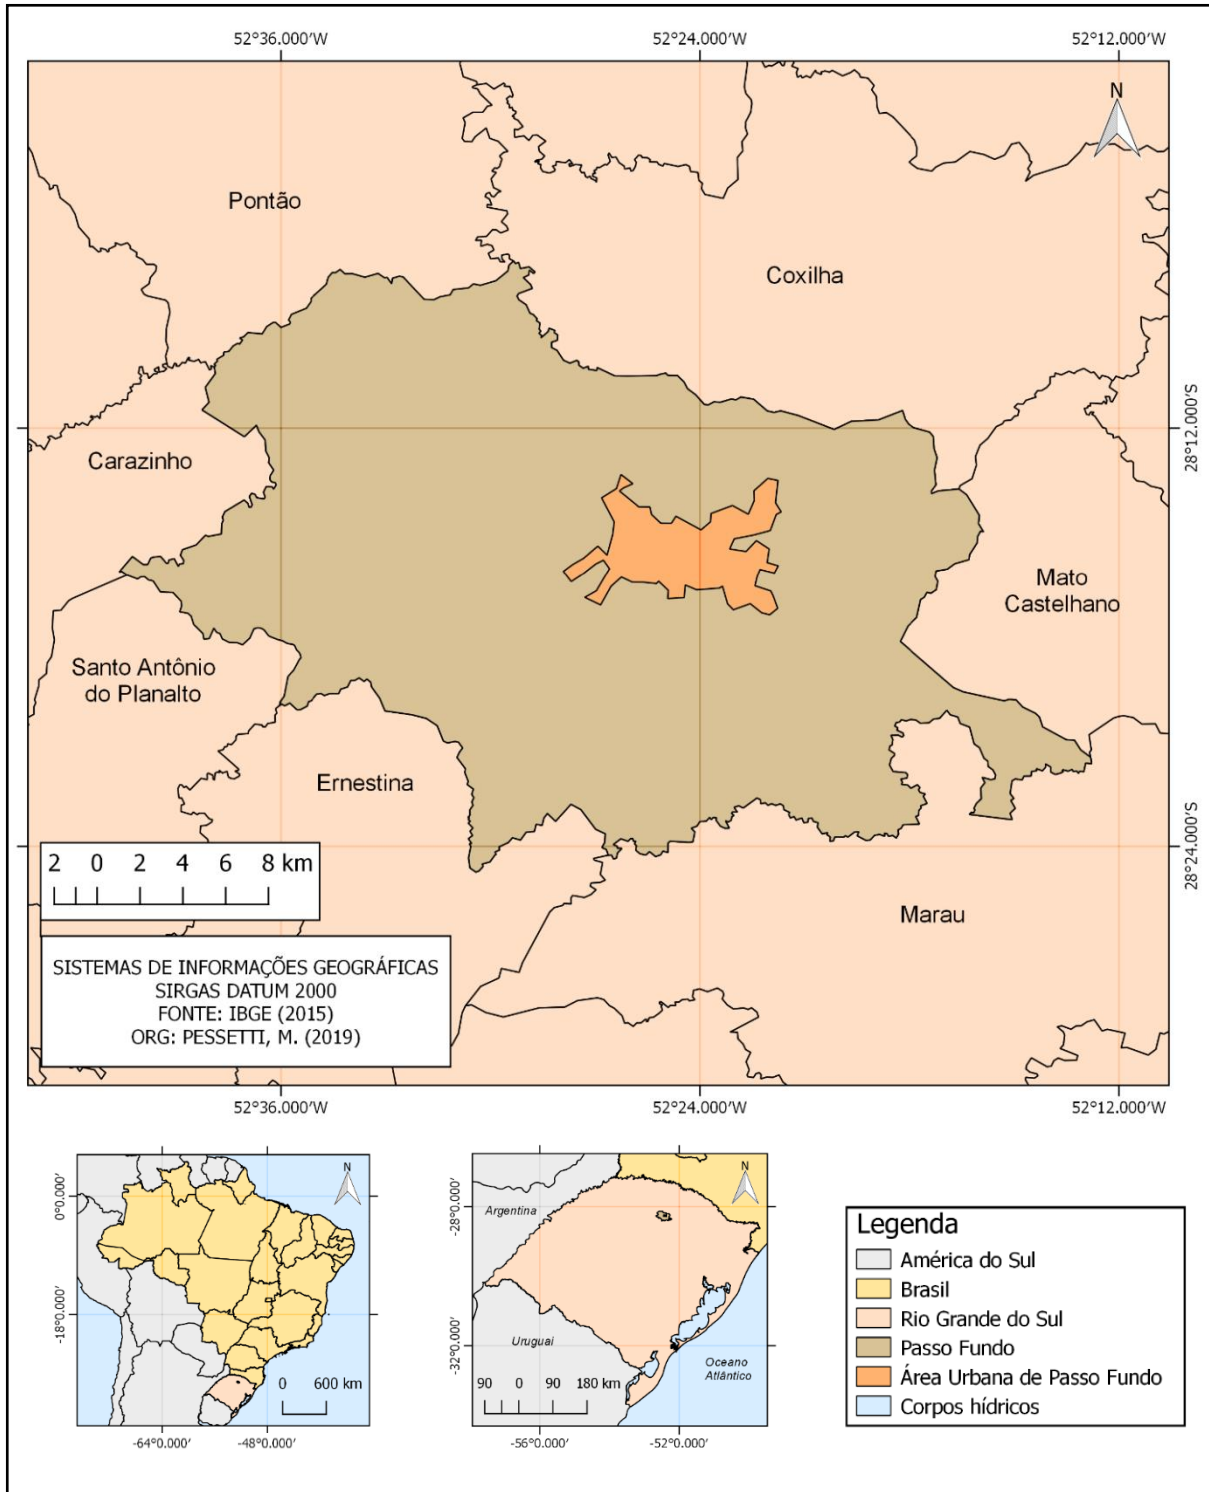 52°36.000'W 52°24.000'W 52°12.000'W
N
Pontão
Coxilha
28°12.000'S
Carazinho
Mato
Castelhano
Santo Antônio
do Planalto
Ernestina
28°24.000'S
2 0 2 4 6 8 km
Marau
SISTEMAS DE INFORMAÇÕES GEOGRÁFICAS
SIRGAS DATUM 2000
FONTE: IBGE (2015)
ORG: PESSETTI, M. (2019)
52°36.000'W 52°24.000'W 52°12.000'W
N
0°0.000'
-18°0.000'
0 600 km
-64°0.000' -48°0.000'
N
-28°0.000'
Argentina
Uruguai
-32°0.000'
Oceano
Atlântico
90 0 90 180 km
-56°0.000' -52°0.000'
Legenda
América do Sul
Brasil
Rio Grande do Sul
Passo Fundo
Área Urbana de Passo Fundo
Corpos hídricos